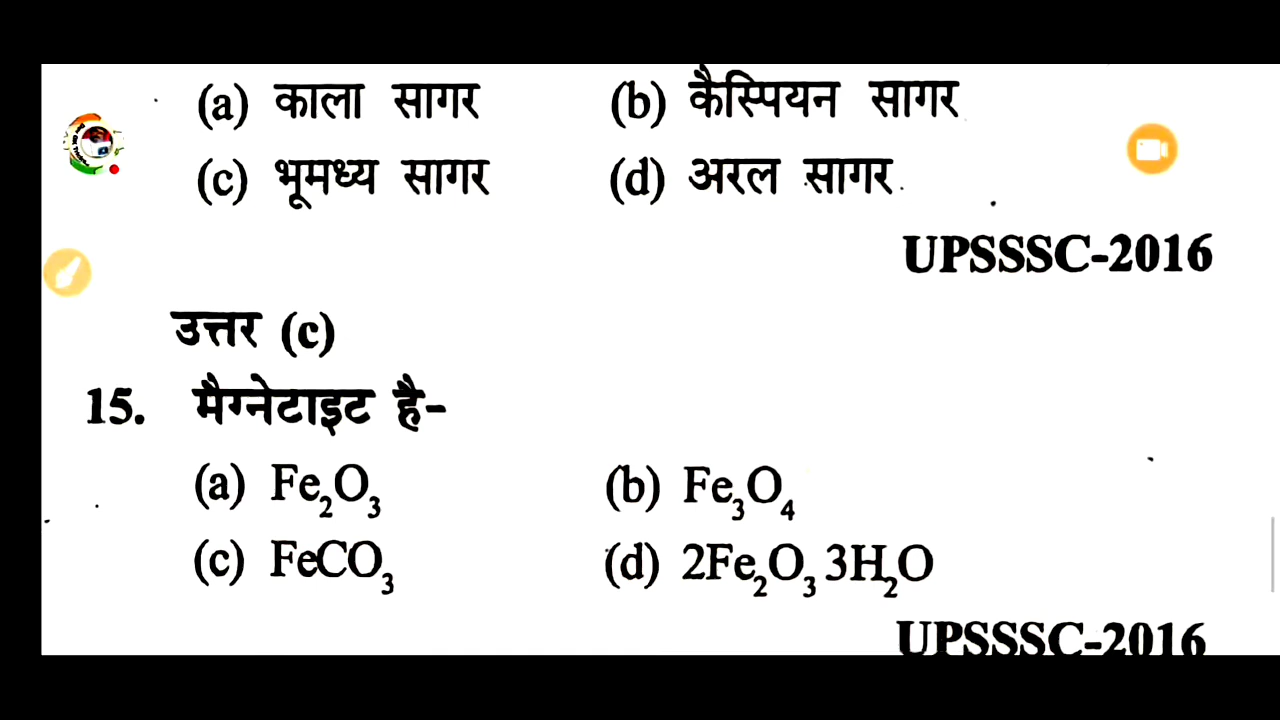 (a) काला सागर (b) कैस्पियन सागर
(c) भूमध्य सागर (d) अरल सागर
UPSSSC-2016
उत्तर (c)
15. मैग्नेटाइट है-
(a) Fe₂O₃ (b) Fe₃O₄
(c) FeCO₃ (d) 2Fe₂O₃ 3H₂O
UPSSSC-2016